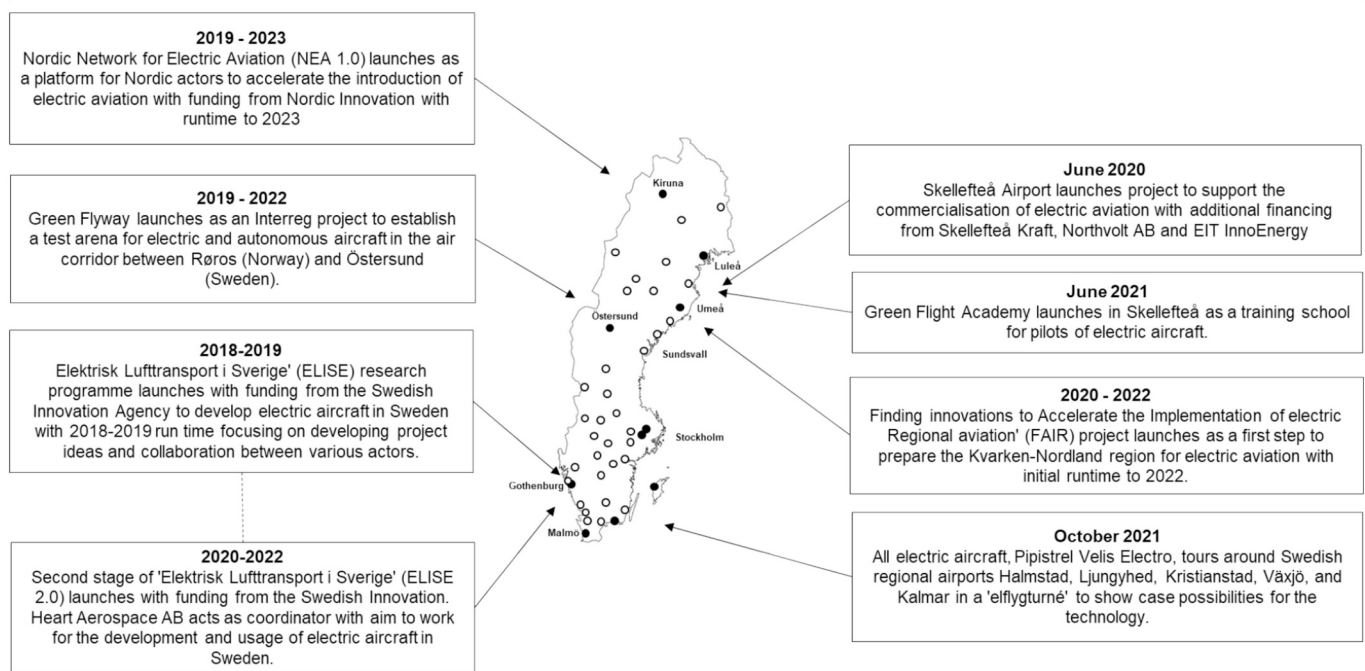 2019 - 2023
Nordic Network for Electric Aviation (NEA 1.0) launches as
a platform for Nordic actors to accelerate the introduction of
electric aviation with funding from Nordic Innovation with
runtime to 2023
2019 - 2022
Green Flyway launches as an Interreg project to establish
a test arena for electric and autonomous aircraft in the air
corridor between Røros (Norway) and Östersund
(Sweden).
2018-2019
Elektrisk Lufttransport i Sverige' (ELISE) research
programme launches with funding from the Swedish
Innovation Agency to develop electric aircraft in Sweden
with 2018-2019 run time focusing on developing project
ideas and collaboration between various actors.
2020-2022
Second stage of 'Elektrisk Lufttransport i Sverige' (ELISE
2.0) launches with funding from the Swedish Innovation.
Heart Aerospace AB acts as coordinator with aim to work
for the development and usage of electric aircraft in
Sweden.
Kiruna
Luleå
Umeå
Östersund
Sundsvall
Stockholm
Gothenburg
Malmö
June 2020
Skellefteå Airport launches project to support the
commercialisation of electric aviation with additional financing
from Skellefteå Kraft, Northvolt AB and EIT InnoEnergy
June 2021
Green Flight Academy launches in Skellefteå as a training school
for pilots of electric aircraft.
2020 - 2022
Finding innovations to Accelerate the Implementation of electric
Regional aviation' (FAIR) project launches as a first step to
prepare the Kvarken-Nordland region for electric aviation with
initial runtime to 2022.
October 2021
All electric aircraft, Pipistrel Velis Electro, tours around Swedish
regional airports Halmstad, Ljungyhed, Kristianstad, Växjö, and
Kalmar in a 'elflygturné' to show case possibilities for the
technology.